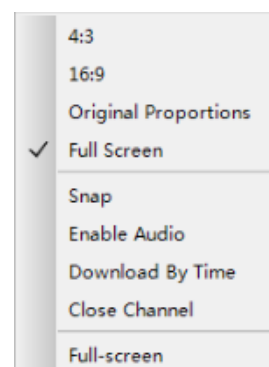 4:3
16:9
Original Proportions
Full Screen
Snap
Enable Audio
Download By Time
Close Channel
Full-screen